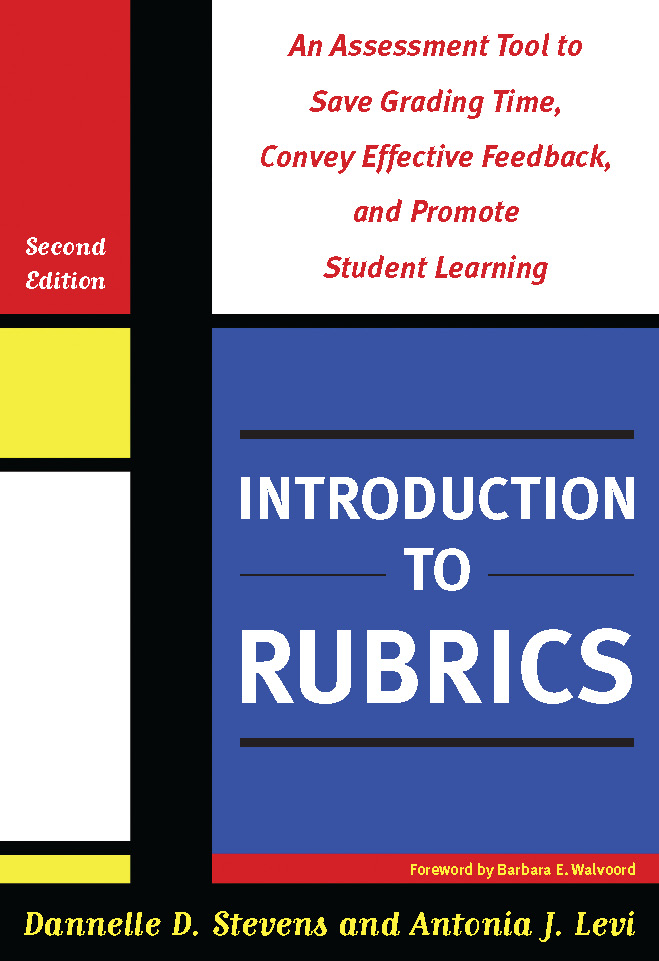 An Assessment Tool to
Save Grading Time,
Convey Effective Feedback,
and Promote
Student Learning
Second
Edition
INTRODUCTION
TO
RUBRICS
Foreword by Barbara E. Walvoord
Dannelle D. Stevens and Antonia J. Levi